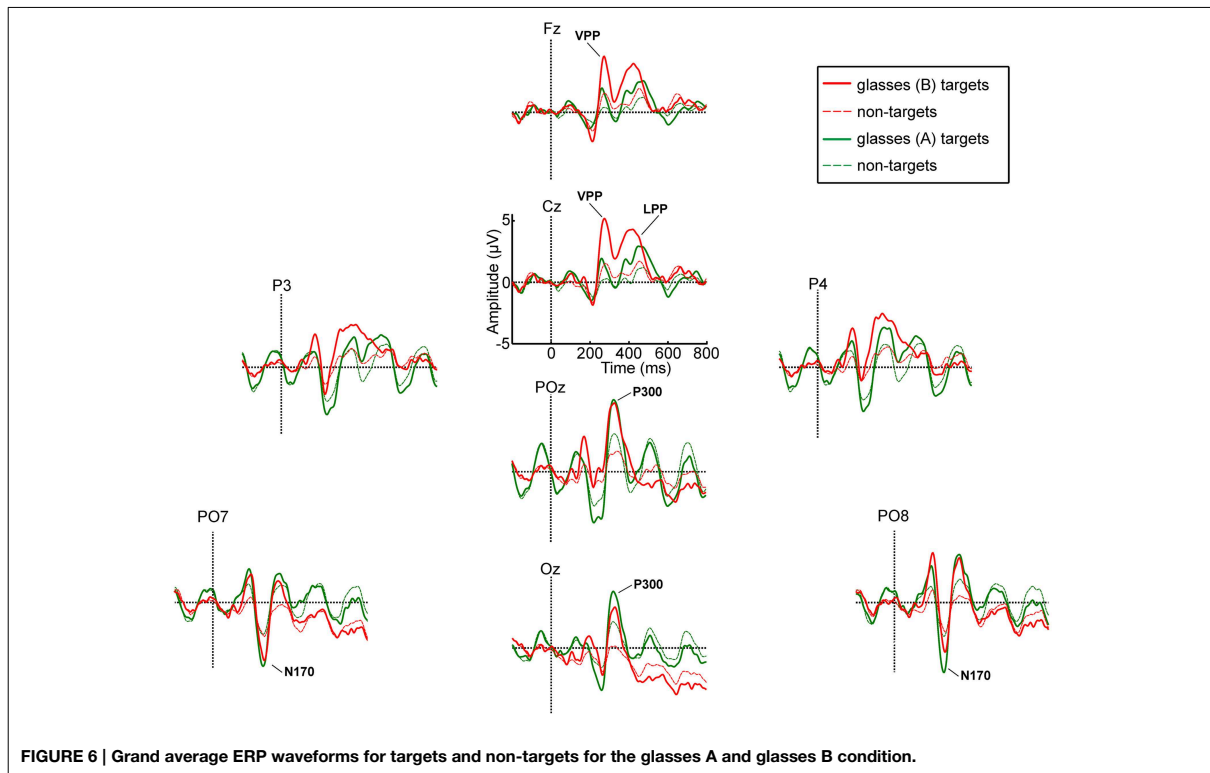 Fz
VPP
glasses (B) targets
non-targets
glasses (A) targets
non-targets
Cz
VPP
LPP
5
0
-5
Amplitude (µV)
0 200 400 600 800
Time (ms)
P3
P4
POz
P300
PO7
N170
PO8
N170
Oz
P300
FIGURE 6 | Grand average ERP waveforms for targets and non-targets for the glasses A and glasses B condition.